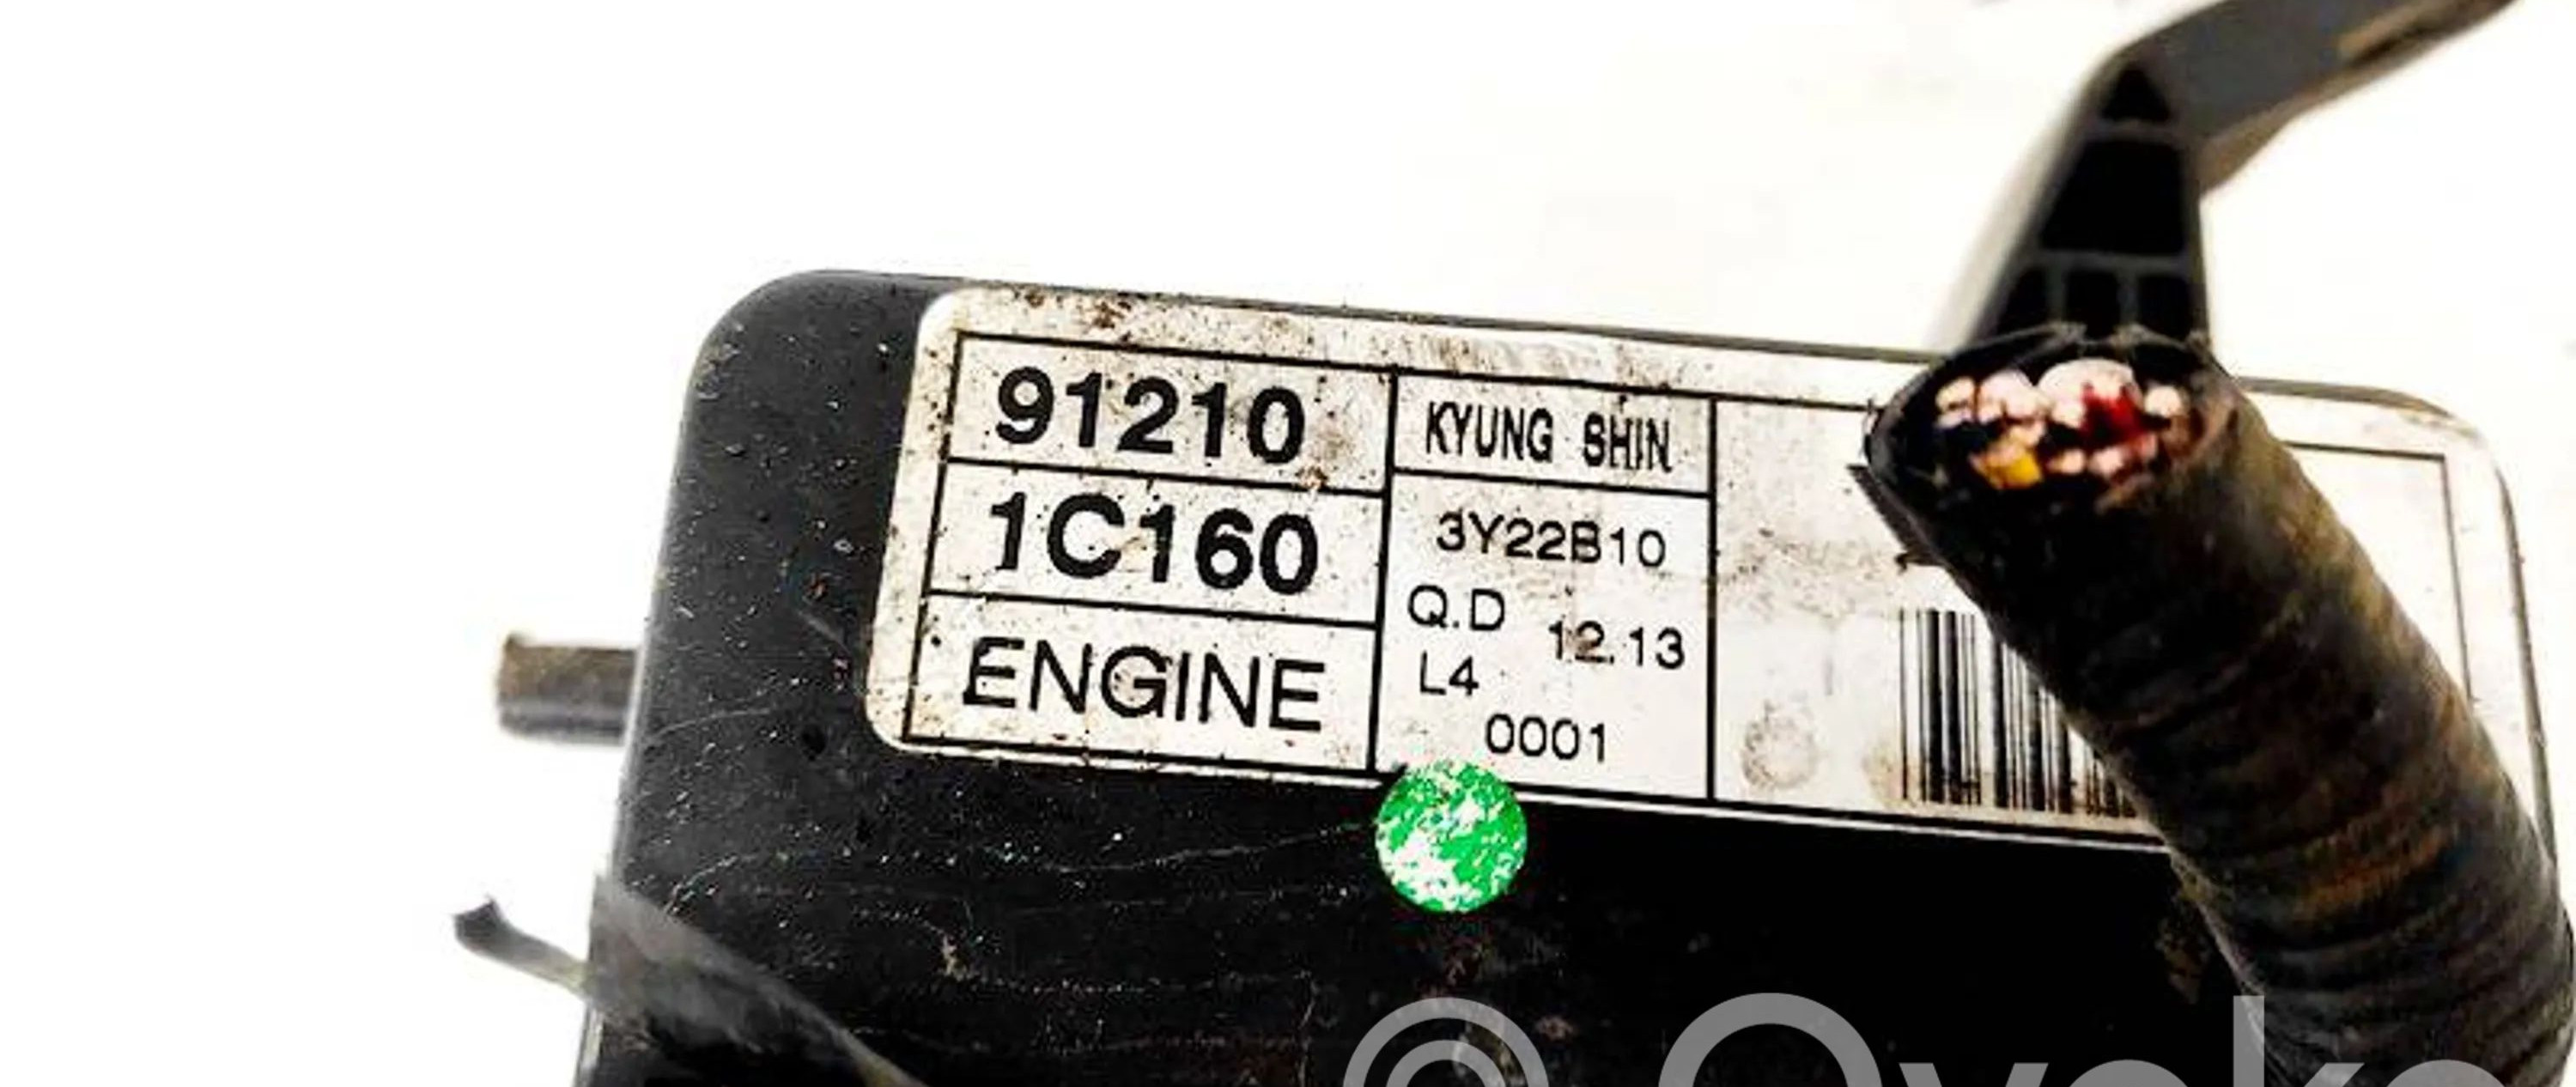 91210
1C160
ENGINE
KYUNG SHIN
3Y22B10
Q.D 12.13
L4
0001
©